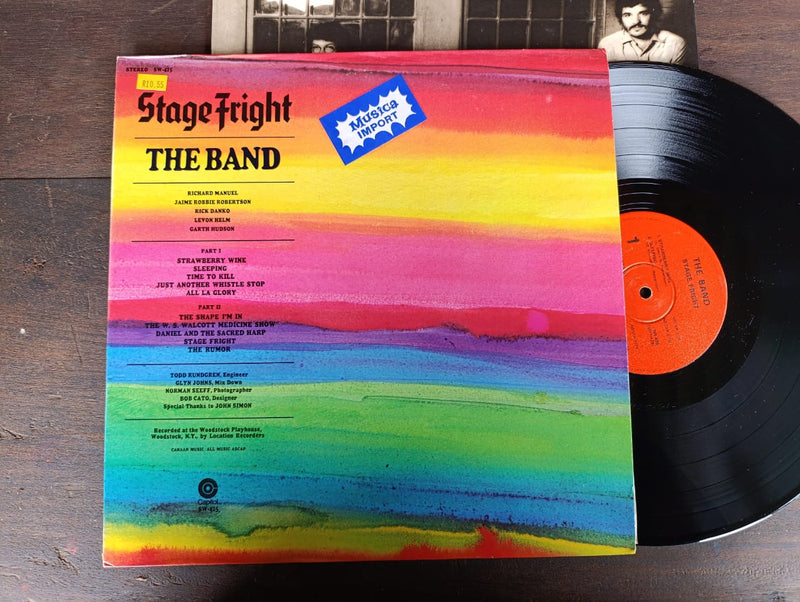 STEREO SW-425
R10.55
Stage Fright
THE BAND
Musica
IMPORT
RICHARD MANUEL
JAIME ROBBIE ROBERTSON
RICK DANKO
LEVON HELM
GARTH HUDSON
PART I
STRAWBERRY WINE
SLEEPING
TIME TO KILL
JUST ANOTHER WHISTLE STOP
ALL LA GLORY
PART II
THE SHAPE I'M IN
THE W. S. WALCOTT MEDICINE SHOW
DANIEL AND THE SACRED HARP
STAGE FRIGHT
THE RUMOR
TODD RUNDGREN, Engineer
GLYN JOHNS, Mix Down
NORMAN SEEFF, Photographer
BOB CATO, Designer
Special Thanks to JOHN SIMON
Recorded at the Woodstock Playhouse,
Woodstock, N.Y., by Location Recorders
CANAAN MUSIC, ALL MUSIC ASCAP
Capitol
SW-425
THE BAND
STAGE FRIGHT
1